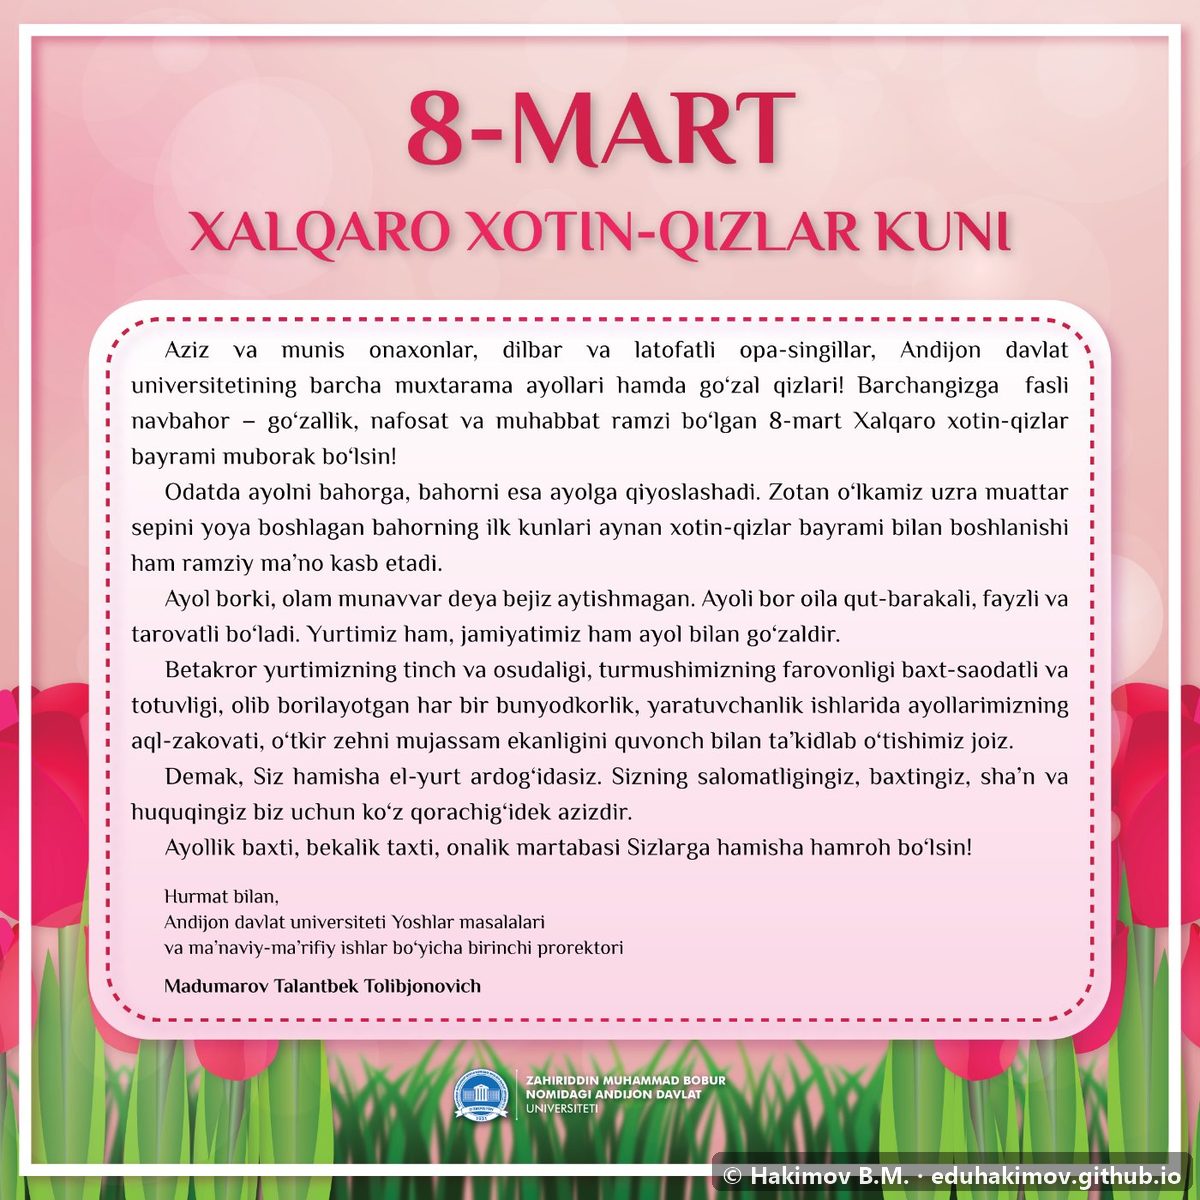 8-MART
XALQARO XOTIN-QIZLAR KUNI
Aziz va munis onaxonlar, dilbar va latofatli opa-singillar, Andijon davlat
universitetining barcha muxtarama ayollari hamda go‘zal qizlari! Barchangizga fasli
navbahor – go‘zallik, nafosat va muhabbat ramzi bo‘lgan 8-mart Xalqaro xotin-qizlar
bayrami muborak bo‘lsin!
Odatda ayolni bahorga, bahorni esa ayolga qiyoslashadi. Zotan o‘lkamiz uzra muattar
sepini yoya boshlagan bahorning ilk kunlari aynan xotin-qizlar bayrami bilan boshlanishi
ham ramziy ma’no kasb etadi.
Ayol borki, olam munavvar deya bejiz aytishmagan. Ayoli bor oila qut-barakali, fayzli va
tarovatli bo‘ladi. Yurtimiz ham, jamiyatimiz ham ayol bilan go‘zaldir.
Betakror yurtimizning tinch va osudaligi, turmushimizning farovonligi baxt-saodatli va
totuvligi, olib borilayotgan har bir bunyodkorlik, yaratuvchanlik ishlarida ayollarimizning
aql-zakovati, o‘tkir zehni mujassam ekanligini quvonch bilan ta’kidlab o‘tishimiz joiz.
Demak, Siz hamisha el-yurt ardog‘idasiz. Sizning salomatligingiz, baxtingiz, sha’n va
huquqingiz biz uchun ko‘z qorachig‘idek azizdir.
Ayollik baxti, bekalik taxti, onalik martabasi Sizlarga hamisha hamroh bo‘lsin!
Hurmat bilan,
Andijon davlat universiteti Yoshlar masalalari
va ma’naviy-ma’rifiy ishlar bo‘yicha birinchi prorektori
Madumarov Talantbek Tolibjonovich
ZAHIRIDDIN MUHAMMAD BOBUR
NOMIDAGI ANDIJON DAVLAT
UNIVERSITETI
1931
© Hakimov B.M. · eduhakimov.github.io